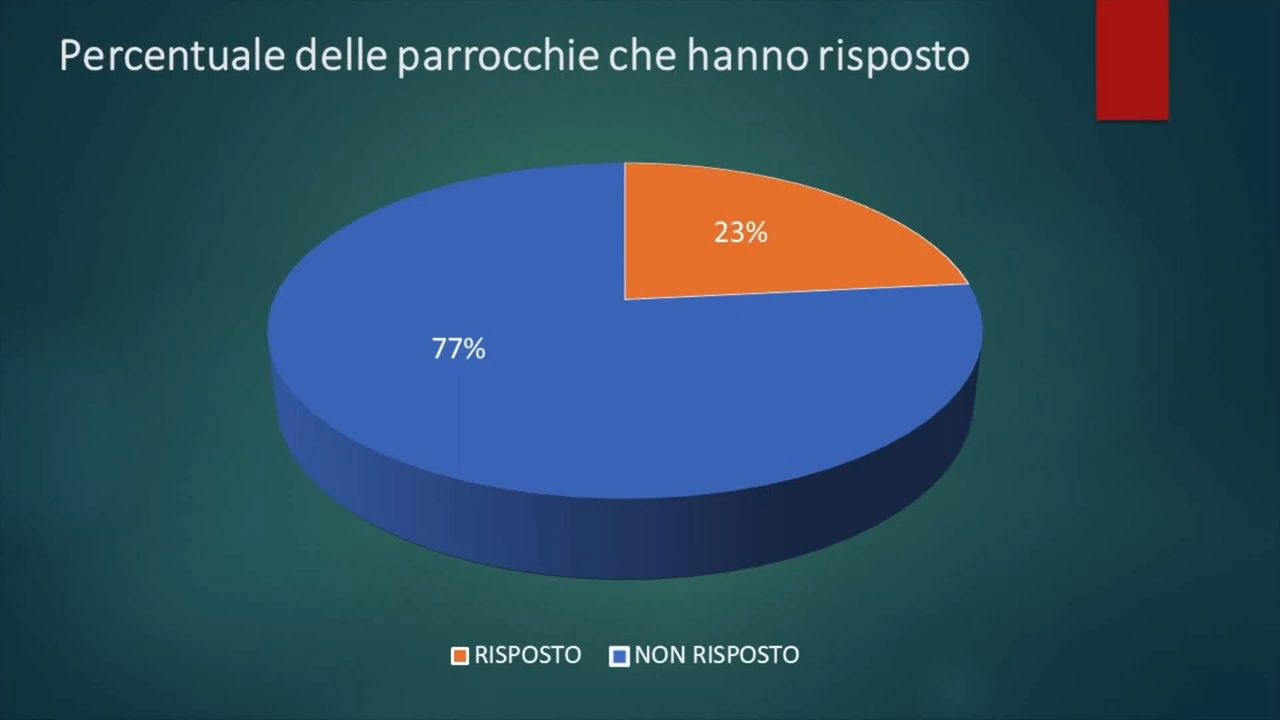 Percentuale delle parrocchie che hanno risposto
23%
77%
RISPOSTO NON RISPOSTO